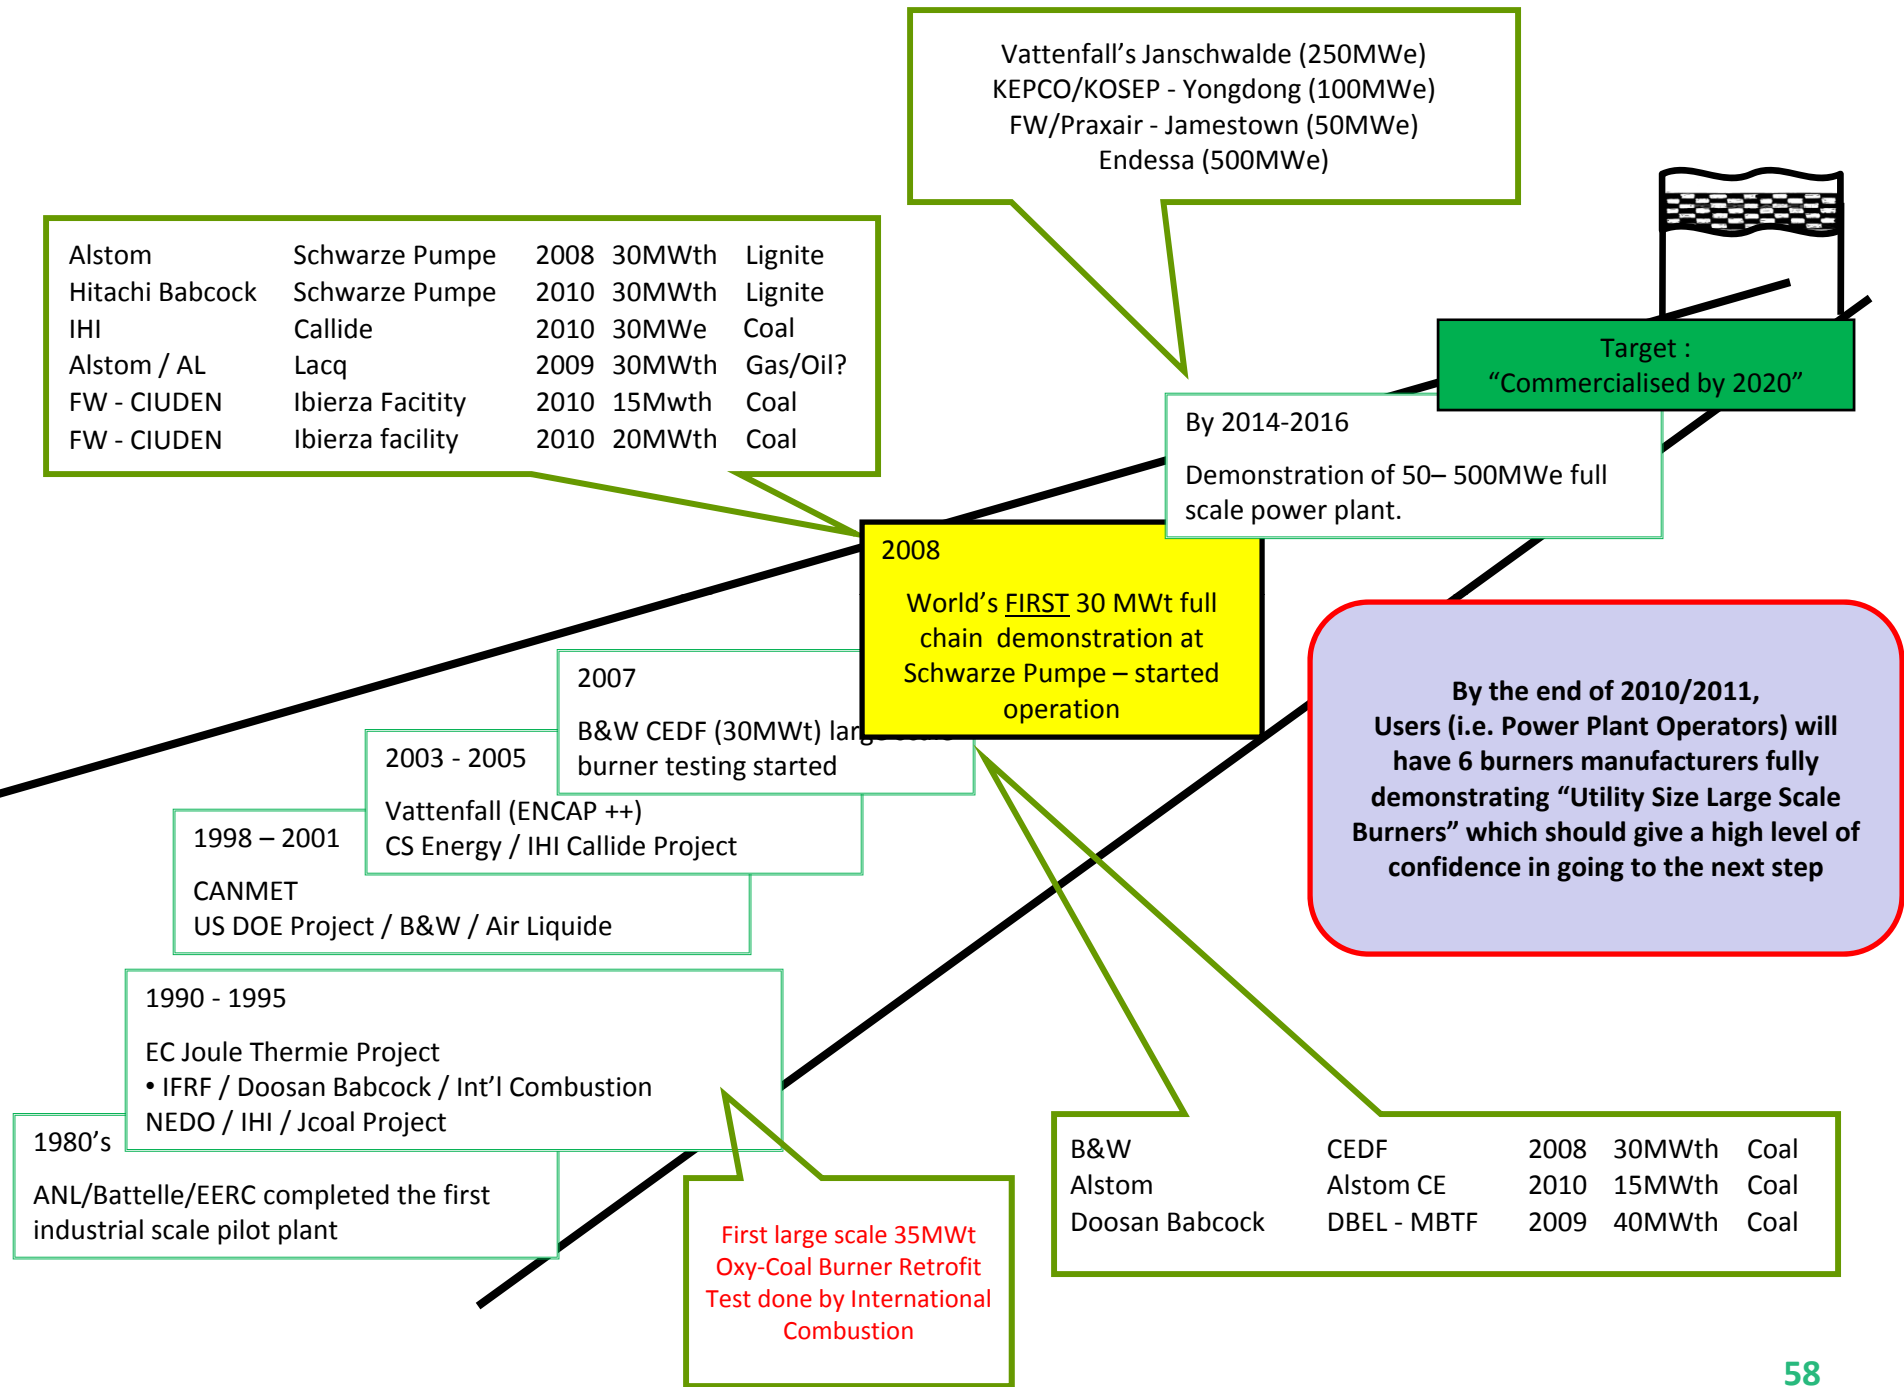 Vattenfall's Janschwalde (250MWe)
KEPCO/KOSEP - Yongdong (100MWe)
FW/Praxair - Jamestown (50MWe)
Endessa (500MWe)
Alstom Schwarze Pumpe 2008 30MWth Lignite
Hitachi Babcock Schwarze Pumpe 2010 30MWth Lignite
IHI Callide 2010 30MWe Coal
Alstom / AL Lacq 2009 30MWth Gas/Oil?
FW - CIUDEN Ibierza Facitity 2010 15Mwth Coal
FW - CIUDEN Ibierza facility 2010 20MWth Coal
Target :
“Commercialised by 2020”
By 2014-2016
Demonstration of 50– 500MWe full
scale power plant.
2008
World’s FIRST 30 MWt full
chain demonstration at
Schwarze Pumpe – started
operation
By the end of 2010/2011,
Users (i.e. Power Plant Operators) will
have 6 burners manufacturers fully
demonstrating “Utility Size Large Scale
Burners” which should give a high level of
confidence in going to the next step
2007
B&W CEDF (30MWt) large
burner testing started
2003 - 2005
Vattenfall (ENCAP ++)
CS Energy / IHI Callide Project
1998 – 2001
CANMET
US DOE Project / B&W / Air Liquide
1990 - 1995
EC Joule Thermie Project
• IFRF / Doosan Babcock / Int’l Combustion
NEDO / IHI / Jcoal Project
1980’s
ANL/Battelle/EERC completed the first
industrial scale pilot plant
First large scale 35MWt
Oxy-Coal Burner Retrofit
Test done by International
Combustion
B&W CEDF 2008 30MWth Coal
Alstom Alstom CE 2010 15MWth Coal
Doosan Babcock DBEL - MBTF 2009 40MWth Coal
58